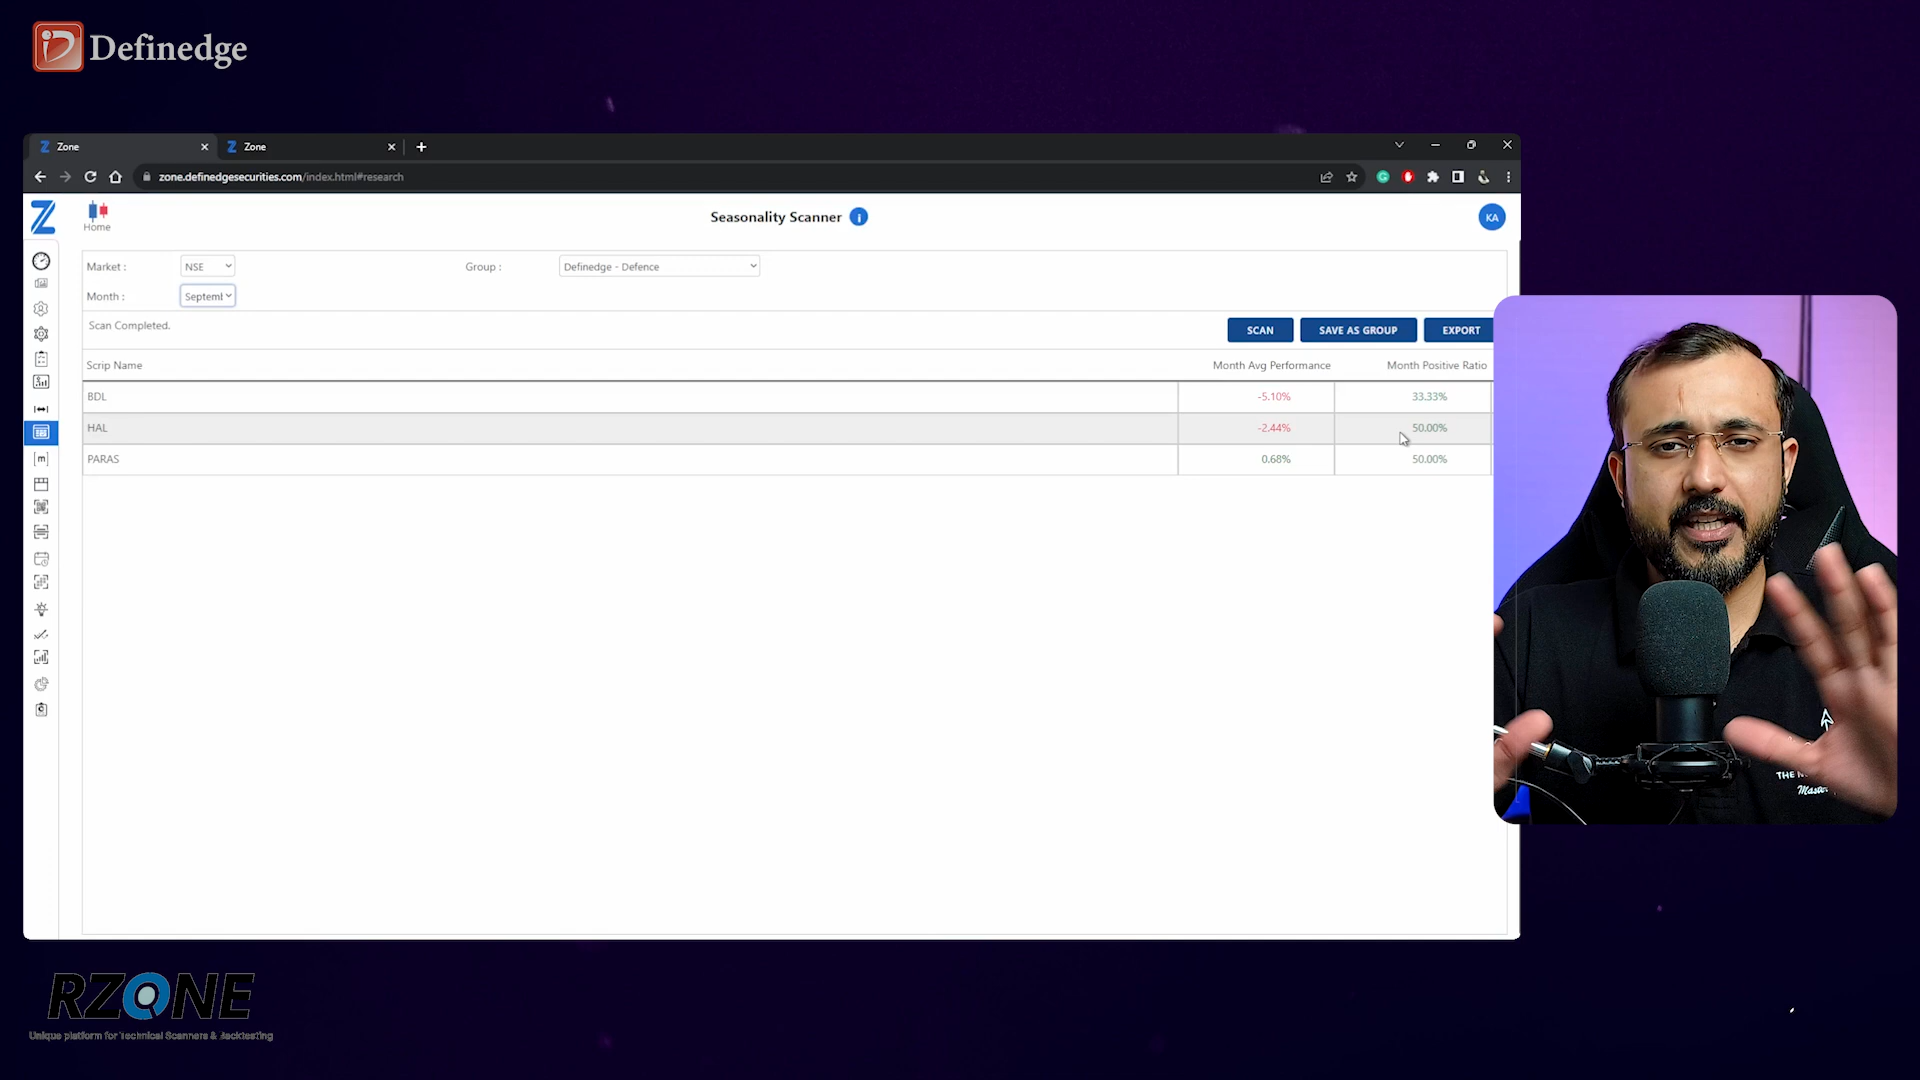 Definedge
Zone
Zone
zone.definedgesecurities.com/index.html#research
Home
Seasonality Scanner
KA
Market :
NSE
Group :
Definedge - Defence
Month :
Septeml
Scan Completed.
SCAN
SAVE AS GROUP
EXPORT
Scrip Name
Month Avg Performance
Month Positive Ratio
BDL
-5.10%
33.33%
HAL
-2.44%
50.00%
PARAS
0.68%
50.00%
RZONE
Unique platform for Technical Scanners & Backtesting